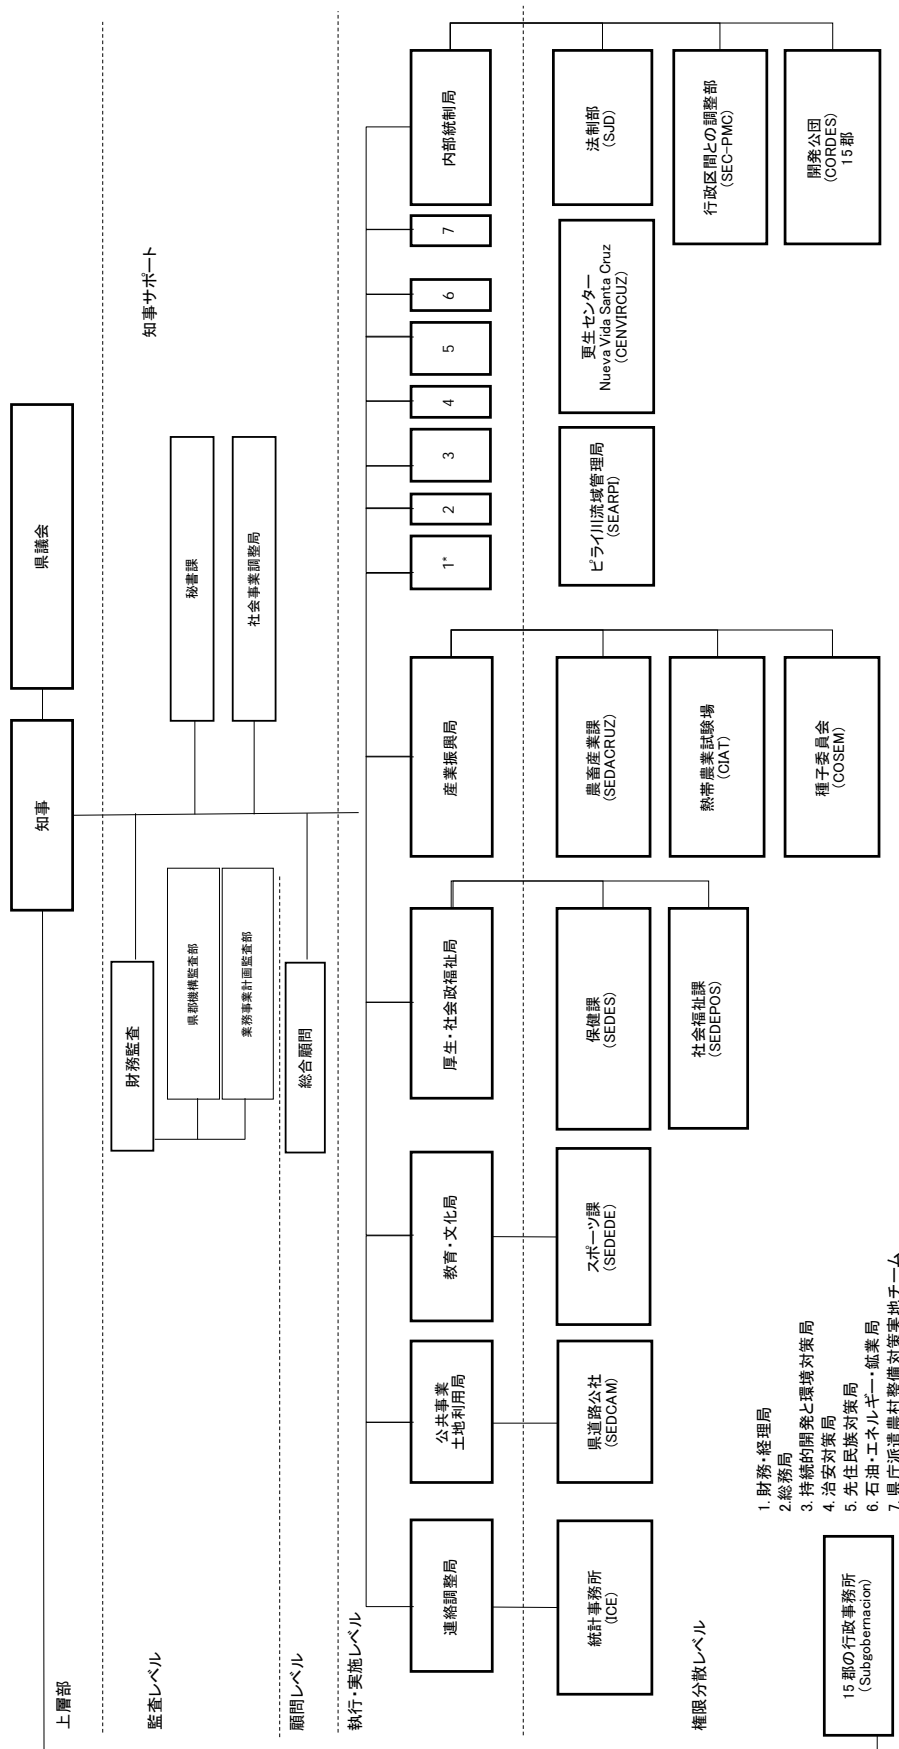 上層部
知事
県議会
監査レベル
知事サポート
財務監査
県郡機構監査部
業務事業計画監査部
秘書課
社会事業調整局
顧問レベル
総合顧問
執行・実施レベル
連絡調整局
公共事業
土地利用局
教育・文化局
厚生・社会政福祉局
産業振興局
1*
2
3
4
5
6
7
内部統制局
権限分散レベル
統計事務所
(ICE)
県道路公社
(SEDCAM)
スポーツ課
(SEDEDE)
保健課
(SEDES)
社会福祉課
(SEDEPOS)
農畜産業課
(SEDACRUZ)
熱帯農業試験場
(CIAT)
種子委員会
(COSEM)
ピライ川流域管理局
(SEARPI)
更生センター
Nueva Vida Santa Cruz
(CENVIRCUZ)
法制部
(SJD)
行政区間との調整部
(SEC-PMC)
開発公団
(CORDES)
15郡
15郡の行政事務所
(Subgobernacion)
1. 財務・経理局
2.総務局
3. 持続的開発と環境対策局
4. 治安対策局
5. 先住民族対策局
6. 石油・エネルギー・鉱業局
7. 県庁派遣農村整備対策実地チーム